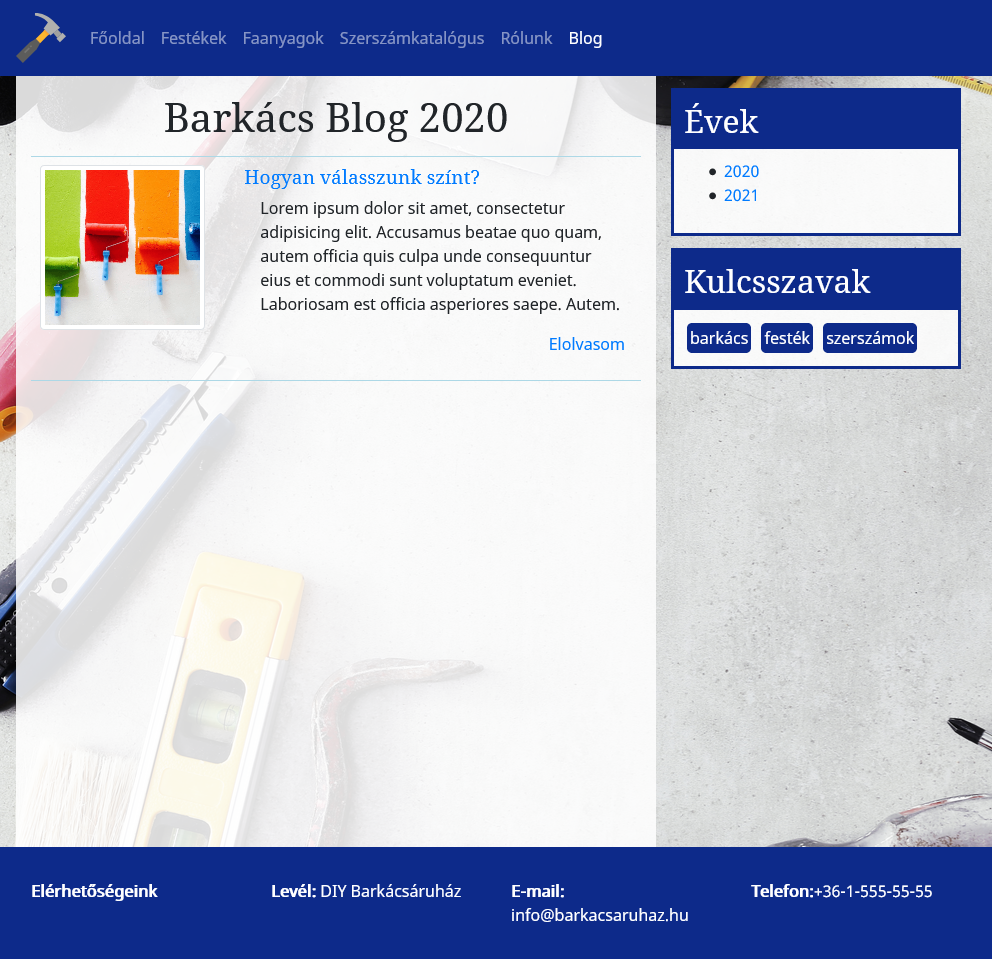 Főoldal Festékek Faanyagok Szerszámkatalógus Rólunk Blog
Barkács Blog 2020
Hogyan válasszunk színt?
Lorem ipsum dolor sit amet, consectetur
adipisicing elit. Accusamus beatae quo quam,
autem officia quis culpa unde consequuntur
eius et commodi sunt voluptatum eveniet.
Laboriosam est officia asperiores saepe. Autem.
Elolvasom
Évek
2020
2021
Kulcsszavak
barkács festék szerszámok
Elérhetőségeink
Levél: DIY Barkácsáruház
E-mail:
info@barkacsaruhaz.hu
Telefon:+36-1-555-55-55